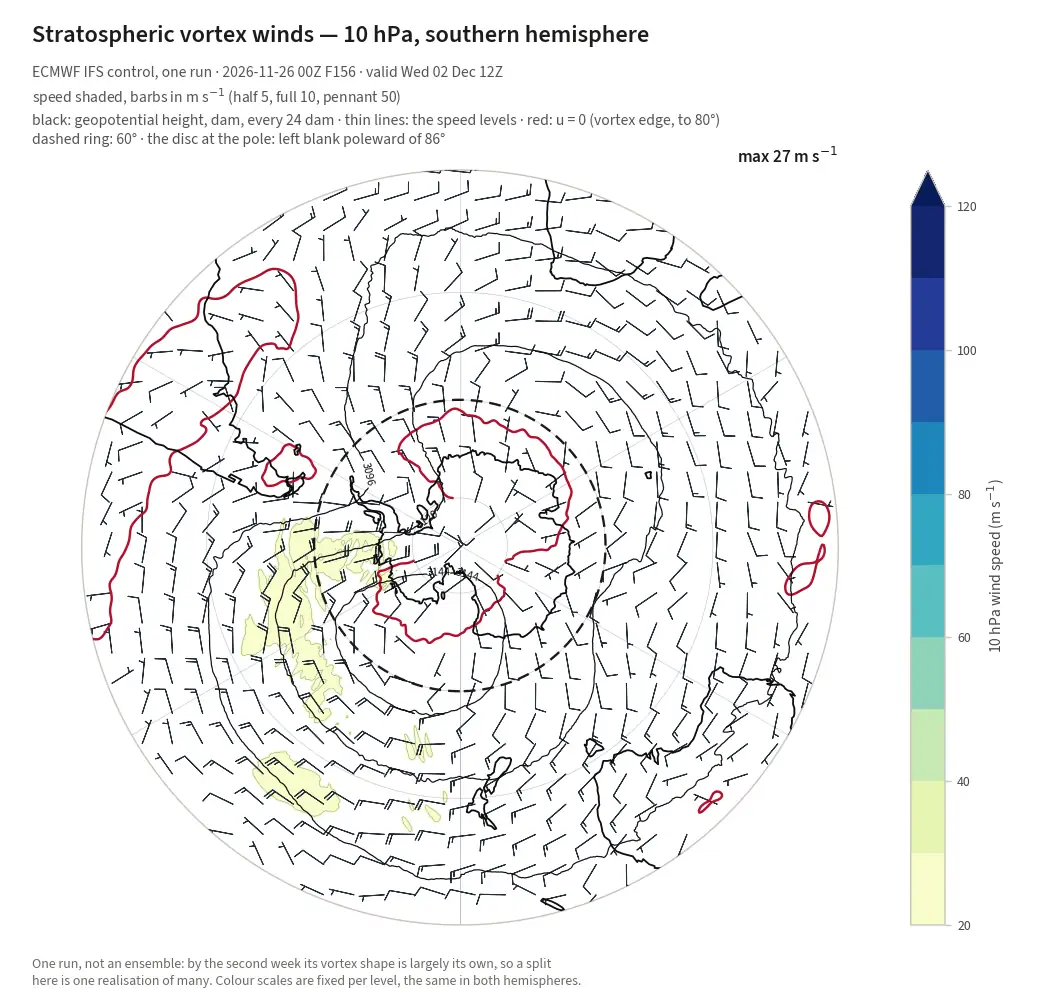 Stratospheric vortex winds — 10 hPa, southern hemisphere
ECMWF IFS control, one run · 2026-11-26 00Z F156 · valid Wed 02 Dec 12Z
speed shaded, barbs in m s⁻¹ (half 5, full 10, pennant 50)
black: geopotential height, dam, every 24 dam · thin lines: the speed levels · red: u = 0 (vortex edge, to 80°)
dashed ring: 60° · the disc at the pole: left blank poleward of 86°
max 27 m s⁻¹
120
100
80
60
40
20
10 hPa wind speed (m s⁻¹)
3096
One run, not an ensemble: by the second week its vortex shape is largely its own, so a split
here is one realisation of many. Colour scales are fixed per level, the same in both hemispheres.